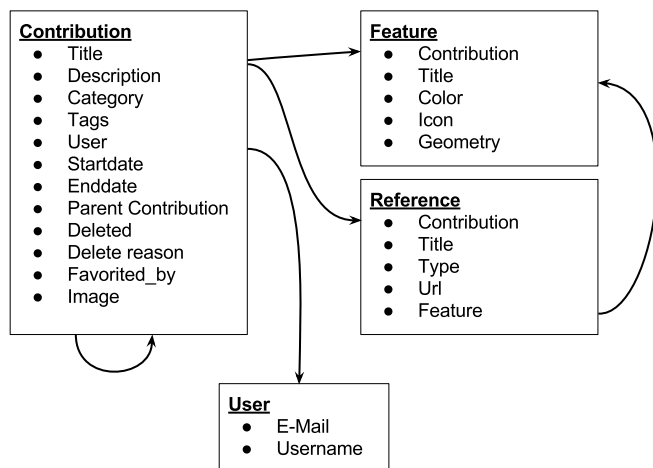 Contribution
● Title
● Description
● Category
● Tags
● User
● Startdate
● Enddate
● Parent Contribution
● Deleted
● Delete reason
● Favorited_by
● Image
Feature
● Contribution
● Title
● Color
● Icon
● Geometry
Reference
● Contribution
● Title
● Type
● Url
● Feature
User
● E-Mail
● Username